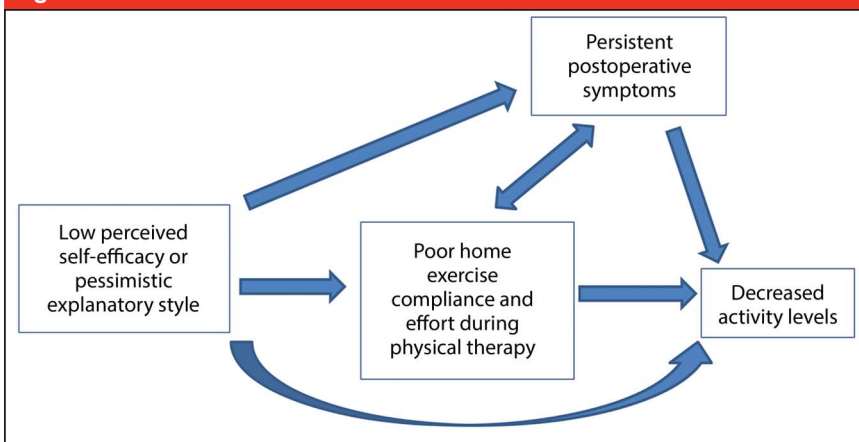 Persistent
postoperative
symptoms
Low perceived
self-efficacy or
pessimistic
explanatory style
Poor home
exercise
compliance and
effort during
physical therapy
Decreased
activity levels